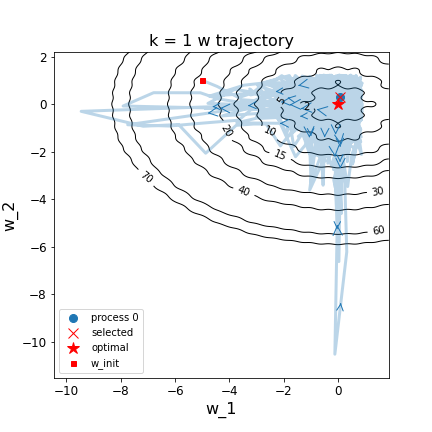 k = 1 w trajectory
w_2
2
0
−2
−4
−6
−8
−10
10
15
20
30
40
60
70
process 0
selected
optimal
w_init
−10
−8
−6
−4
−2
0
w_1